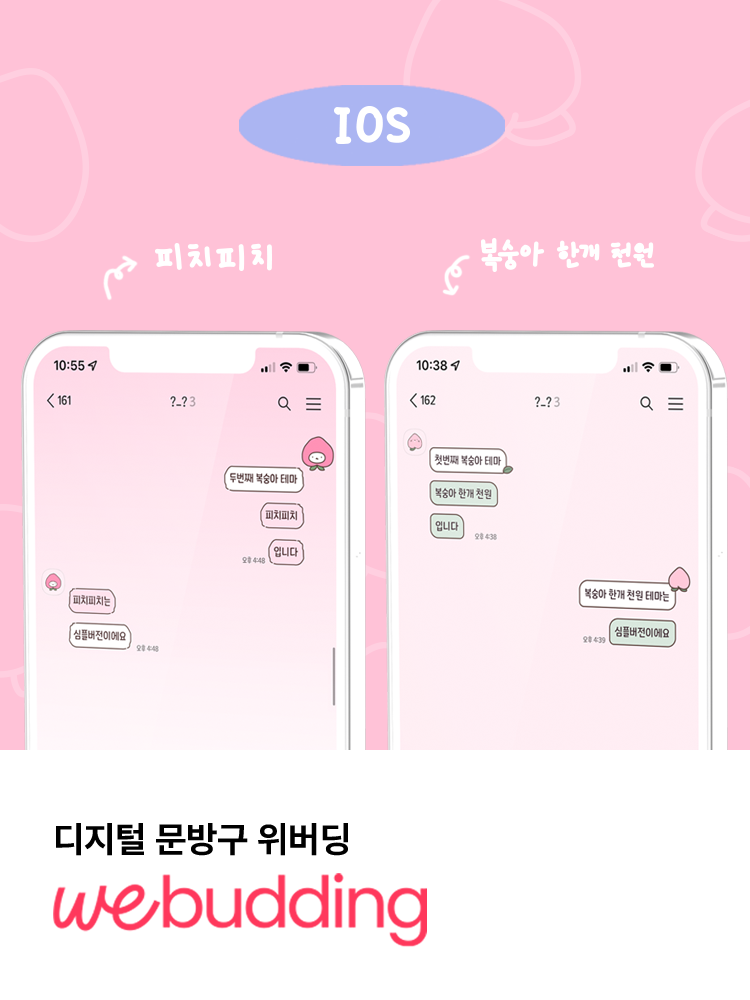 IOS
피치피치
복숭아 한개 천원
10:55
161
?_? 3
두번째 복숭아 테마
피치피치
입니다
오후 4:48
피치피치는
심플버전이에요
오후 4:48
10:38
162
?_? 3
첫번째 복숭아 테마
복숭아 한개 천원
입니다
오후 4:38
복숭아 한개 천원 테마는
심플버전이에요
오후 4:39
디지털 문방구 위버딩
webudding